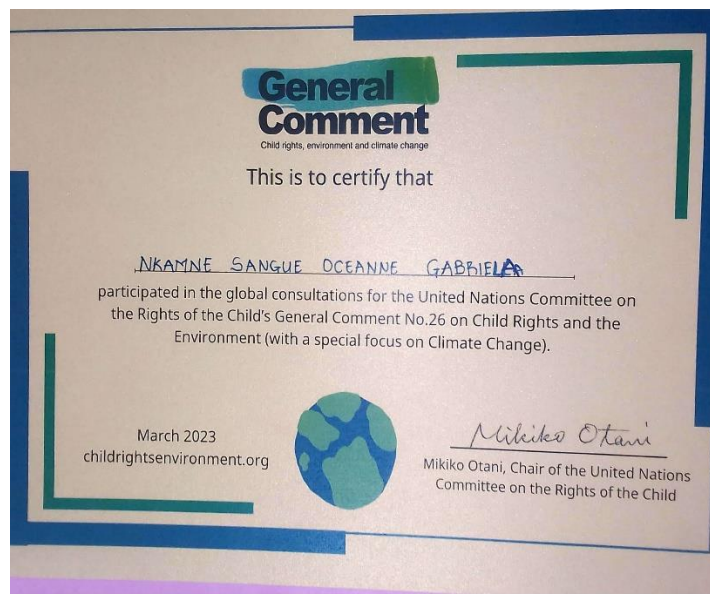 General
Comment
Child rights, environment and climate change
This is to certify that
NKAMNE SANGUE OCEANNE GABRIELA
participated in the global consultations for the United Nations Committee on
the Rights of the Child's General Comment No.26 on Child Rights and the
Environment (with a special focus on Climate Change).
March 2023
childrightsenvironment.org
Mikiko Otani
Mikiko Otani, Chair of the United Nations
Committee on the Rights of the Child